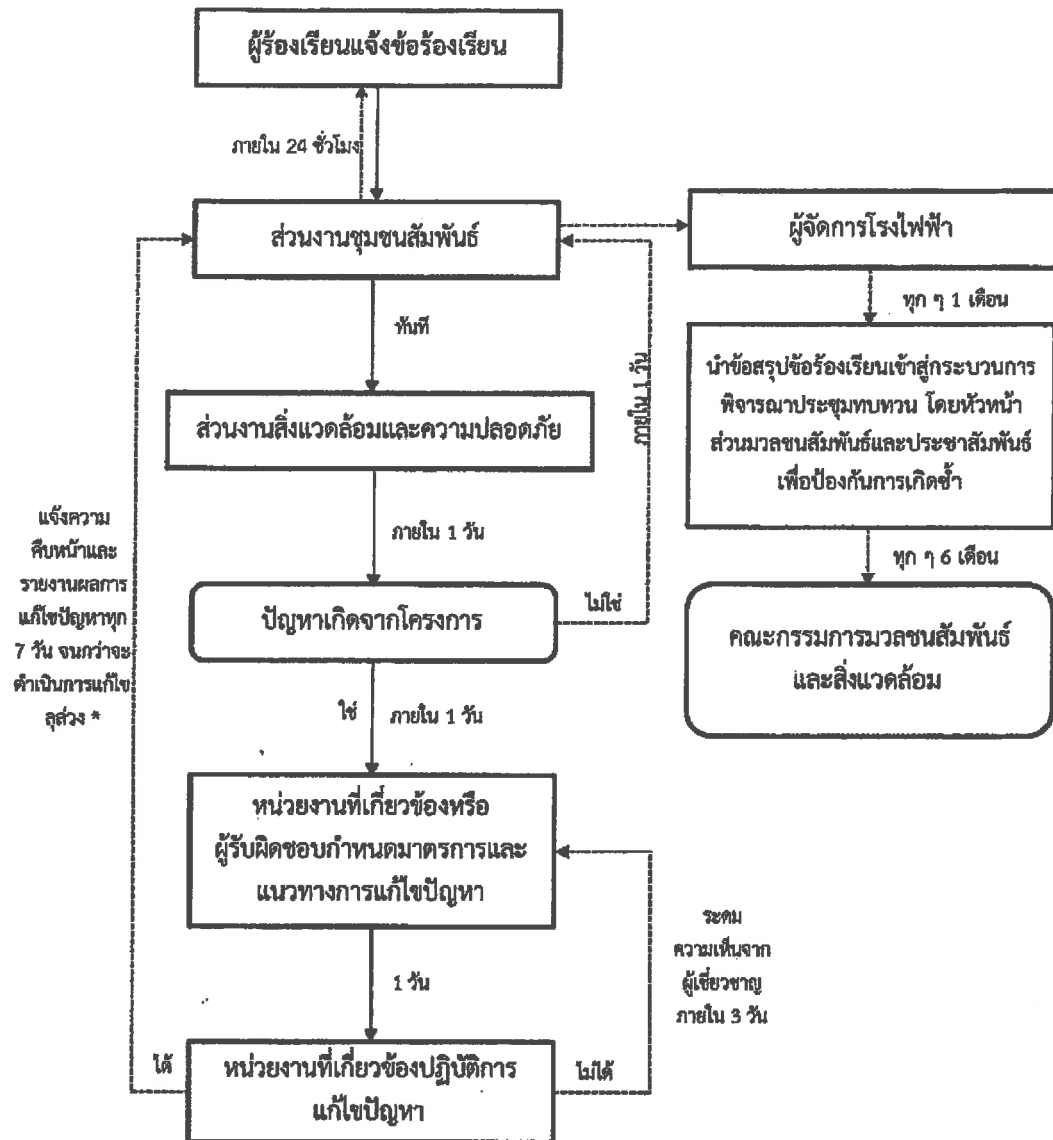 ผู้ร้องเรียนแจ้งข้อร้องเรียน
ภายใน 24 ชั่วโมง
ส่วนงานชุมชนสัมพันธ์
ผู้จัดการโรงไฟฟ้า
ทันที
ทุก ๆ 1 เดือน
ภายใน 1 วัน
นำข้อสรุปข้อร้องเรียนเข้าสู่กระบวนการ
พิจารณาประชุมทบทวน โดยหัวหน้า
ส่วนมวลชนสัมพันธ์และประชาสัมพันธ์
เพื่อป้องกันการเกิดซ้ำ
ส่วนงานสิ่งแวดล้อมและความปลอดภัย
แจ้งความ
คืบหน้าและ
รายงานผลการ
แก้ไขปัญหาทุก
7 วัน จนกว่าจะ
ดำเนินการแก้ไข
ลุล่วง *
ภายใน 1 วัน
ทุก ๆ 6 เดือน
ปัญหาเกิดจากโครงการ
ไม่ใช่
คณะกรรมการมวลชนสัมพันธ์
และสิ่งแวดล้อม
ใช่
ภายใน 1 วัน
หน่วยงานที่เกี่ยวข้องหรือ
ผู้รับผิดชอบกำหนดมาตรการและ
แนวทางการแก้ไขปัญหา
ระดม
ความเห็นจาก
ผู้เชี่ยวชาญ
ภายใน 3 วัน
1 วัน
ได้
หน่วยงานที่เกี่ยวข้องปฏิบัติการ
แก้ไขปัญหา
ไม่ได้